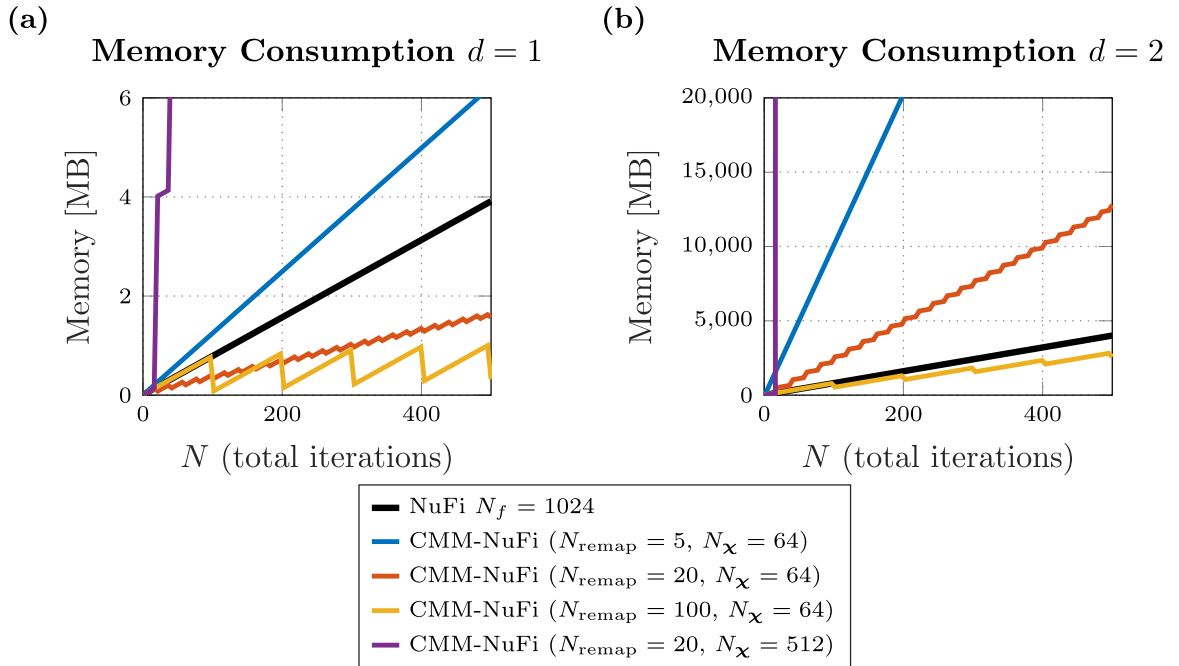 (a)
Memory Consumption d = 1
Memory [MB]
6
4
2
0
0
200
400
N (total iterations)
(b)
Memory Consumption d = 2
Memory [MB]
20,000
15,000
10,000
5,000
0
0
200
400
N (total iterations)
NuFi N_f = 1024
CMM-NuFi (N_remap = 5, N_χ = 64)
CMM-NuFi (N_remap = 20, N_χ = 64)
CMM-NuFi (N_remap = 100, N_χ = 64)
CMM-NuFi (N_remap = 20, N_χ = 512)